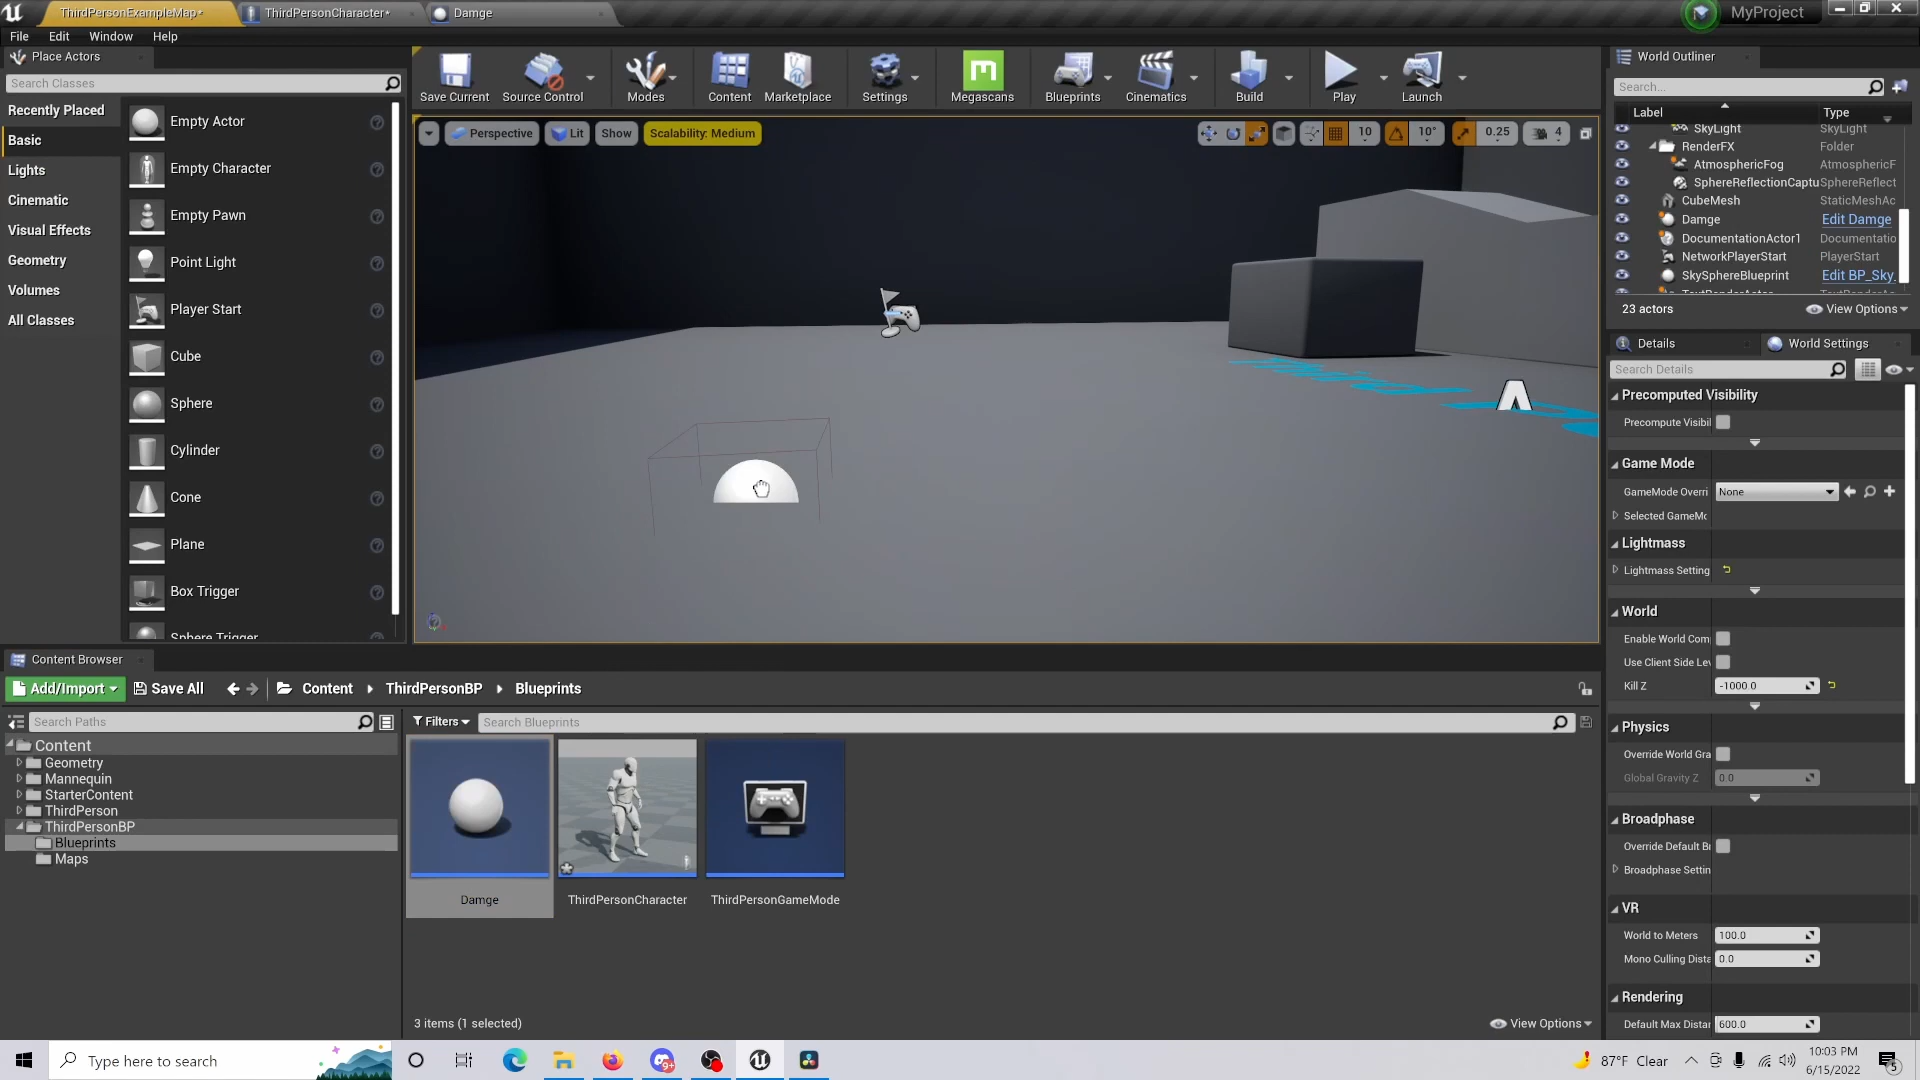 ThirdPersonExampleMap*
ThirdPersonCharacter*
Damge
MyProject
File Edit Window Help
Place Actors
Search Classes
Recently Placed
Basic
Lights
Cinematic
Visual Effects
Geometry
Volumes
All Classes
Empty Actor
Empty Character
Empty Pawn
Point Light
Player Start
Cube
Sphere
Cylinder
Cone
Plane
Box Trigger
Sphere Trigger
Save Current Source Control Modes Content Marketplace Settings Megascans Blueprints Cinematics Build Play Launch
Perspective Lit Show Scalability: Medium
10 10° 0.25 4
World Outliner
Search...
Label Type
SkyLight SkyLight
RenderFX Folder
AtmosphericFog AtmosphericF
SphereReflectionCaptu SphereReflect
CubeMesh StaticMeshAc
Damge Edit Damge
DocumentationActor1 Documentatio
NetworkPlayerStart PlayerStart
SkySphereBlueprint Edit BP_Sky
23 actors View Options
Details World Settings
Search Details
Precomputed Visibility
Precompute Visibil
Game Mode
GameMode Overri None
Selected GameMo
Lightmass
Lightmass Setting
World
Enable World Com
Use Client Side Lev
Kill Z -1000.0
Physics
Override World Gra
Global Gravity Z 0.0
Broadphase
Override Default Br
Broadphase Settin
VR
World to Meters 100.0
Mono Culling Dista 0.0
Rendering
Default Max Distan 600.0
Content Browser
Add/Import Save All Content ThirdPersonBP Blueprints
Search Paths
Filters Search Blueprints
Content
Geometry
Mannequin
StarterContent
ThirdPerson
ThirdPersonBP
Blueprints
Maps
Damge
ThirdPersonCharacter
ThirdPersonGameMode
3 items (1 selected)
View Options
Type here to search
9+
87°F Clear
10:03 PM
6/15/2022
5